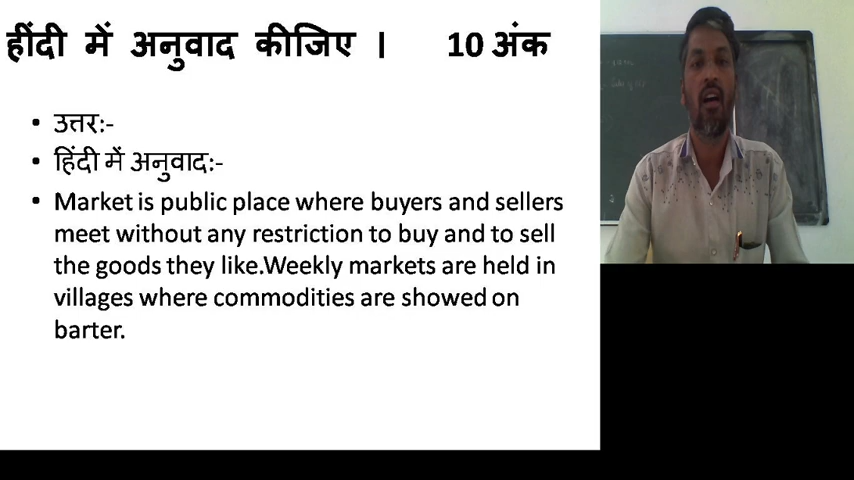 हींदी में अनुवाद कीजिए । 10 अंक
• उत्तर:-
• हिंदी में अनुवाद:-
• Market is public place where buyers and sellers
meet without any restriction to buy and to sell
the goods they like.Weekly markets are held in
villages where commodities are showed on
barter.